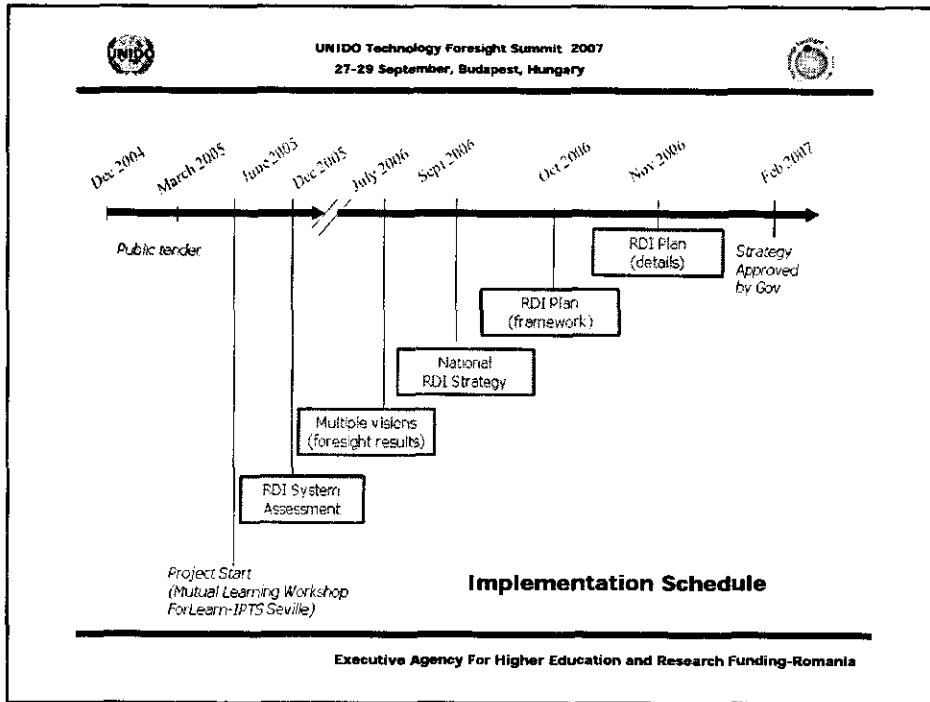 UNIDO
UNIDO Technology Foresight Summit 2007
27-29 September, Budapest, Hungary
Dec 2004
March 2005
June 2005
Dec 2005
July 2006
Sept 2006
Oct 2006
Nov 2006
Feb 2007
Public tender
RDI Plan
(details)
Strategy
Approved
by Gov
RDI Plan
(framework)
National
RDI Strategy
Multiple visions
(foresight results)
RDI System
Assessment
Project Start
(Mutual Learning Workshop
ForLearn-IPTS Seville)
Implementation Schedule
Executive Agency For Higher Education and Research Funding-Romania